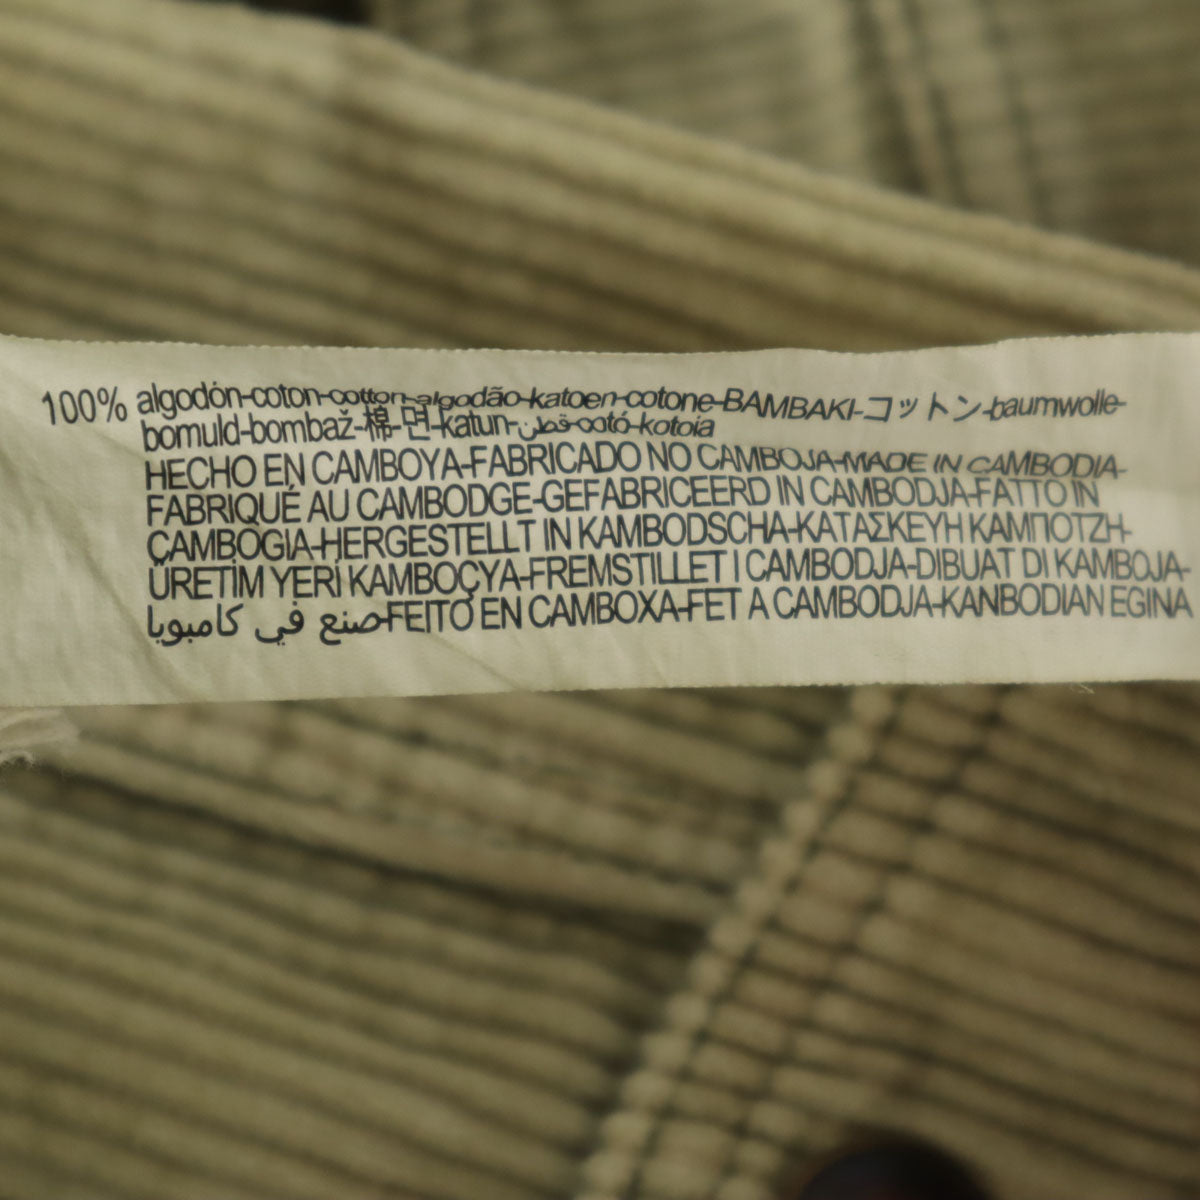 100% algodón-coton-cotton-algodão-katoen-cotone-BAMBAKI-コットン-baumwolle-
bomuld-bombaž-棉-면-katun-قطن-cotó-kotoia
HECHO EN CAMBOYA-FABRICADO NO CAMBOJA-MADE IN CAMBODIA-
FABRIQUÉ AU CAMBODGE-GEFABRICEERD IN CAMBODJA-FATTO IN
CAMBOGIA-HERGESTELLT IN KAMBODSCHA-ΚΑΤΑΣΚΕΥΗ ΚΑΜΠΟΤΖΗ-
ÜRETİM YERİ KAMBOÇYA-FREMSTILLET I CAMBODJA-DIBUAT DI KAMBOJA-
صنع في كامبوبيا-FEITO EN CAMBOXA-FET A CAMBODJA-KANBODIAN EGINA